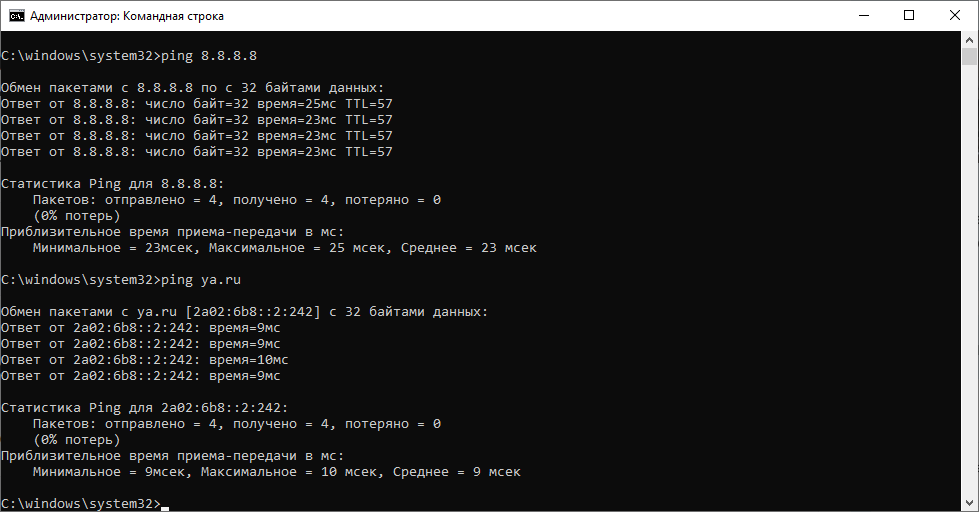 Администратор: Командная строка
C:\windows\system32>ping 8.8.8.8
Обмен пакетами с 8.8.8.8 по с 32 байтами данных:
Ответ от 8.8.8.8: число байт=32 время=25мс TTL=57
Ответ от 8.8.8.8: число байт=32 время=23мс TTL=57
Ответ от 8.8.8.8: число байт=32 время=23мс TTL=57
Ответ от 8.8.8.8: число байт=32 время=23мс TTL=57
Статистика Ping для 8.8.8.8:
    Пакетов: отправлено = 4, получено = 4, потеряно = 0
    (0% потерь)
Приблизительное время приема-передачи в мс:
    Минимальное = 23мсек, Максимальное = 25 мсек, Среднее = 23 мсек
C:\windows\system32>ping ya.ru
Обмен пакетами с ya.ru [2a02:6b8::2:242] с 32 байтами данных:
Ответ от 2a02:6b8::2:242: время=9мс
Ответ от 2a02:6b8::2:242: время=9мс
Ответ от 2a02:6b8::2:242: время=10мс
Ответ от 2a02:6b8::2:242: время=9мс
Статистика Ping для 2a02:6b8::2:242:
    Пакетов: отправлено = 4, получено = 4, потеряно = 0
    (0% потерь)
Приблизительное время приема-передачи в мс:
    Минимальное = 9мсек, Максимальное = 10 мсек, Среднее = 9 мсек
C:\windows\system32>